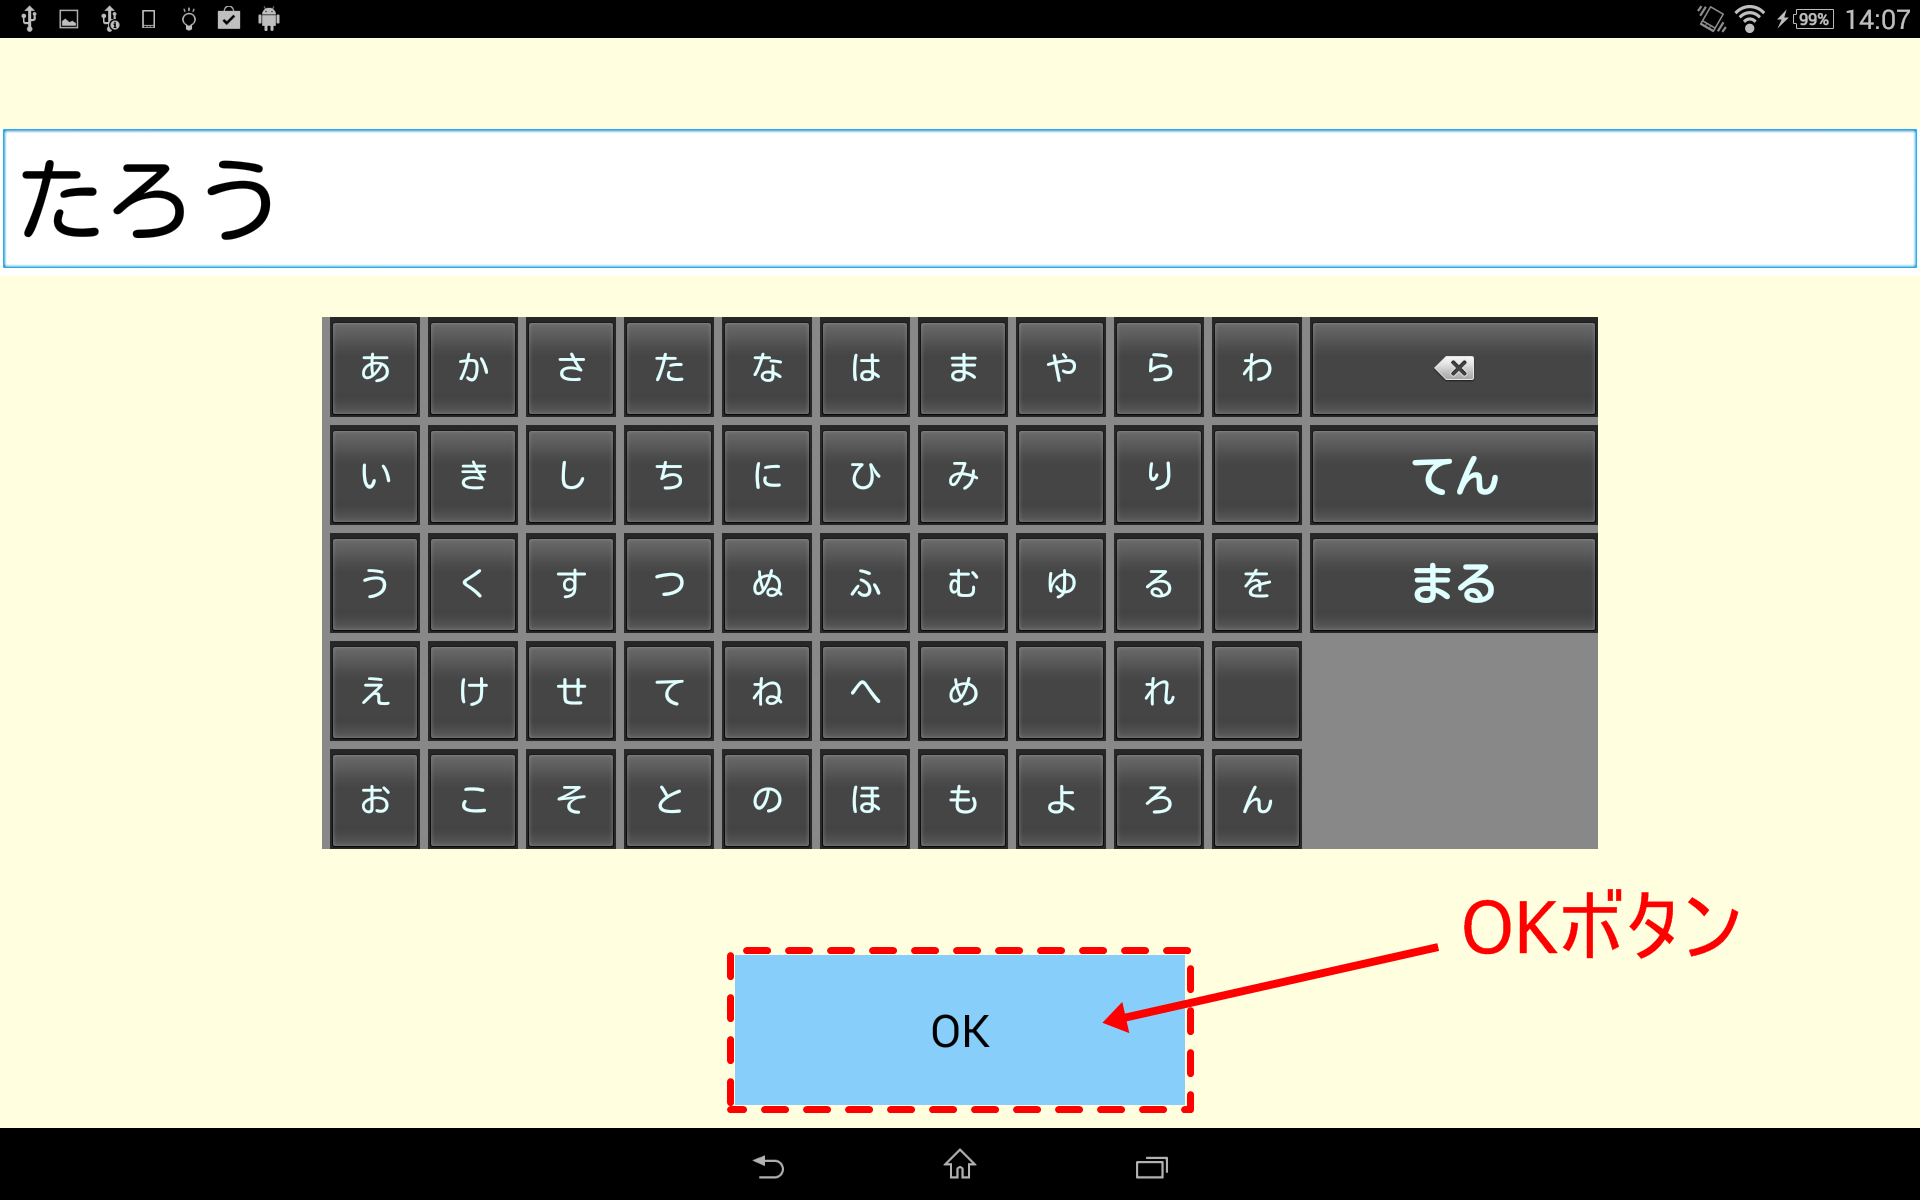 99% 14:07
たろう
あ か さ た な は ま や ら わ
い き し ち に ひ み り てん
う く す つ ぬ ふ む ゆ る を まる
え け せ て ね へ め れ
お こ そ と の ほ も よ ろ ん
OKボタン
OK